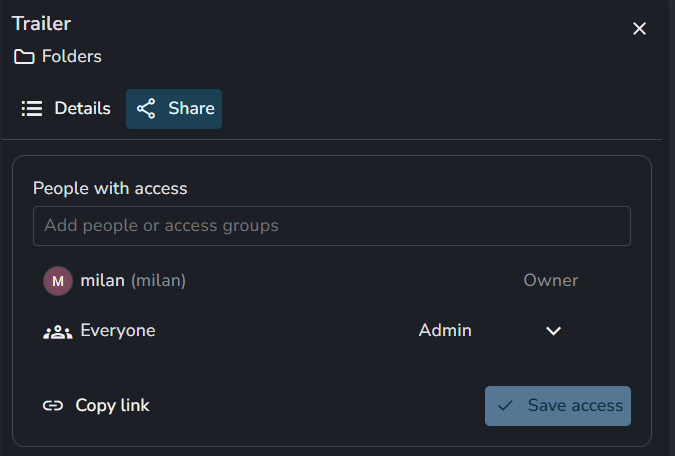 Trailer
Folders
Details Share
People with access
Add people or access groups
M milan (milan) Owner
Everyone Admin
Copy link Save access